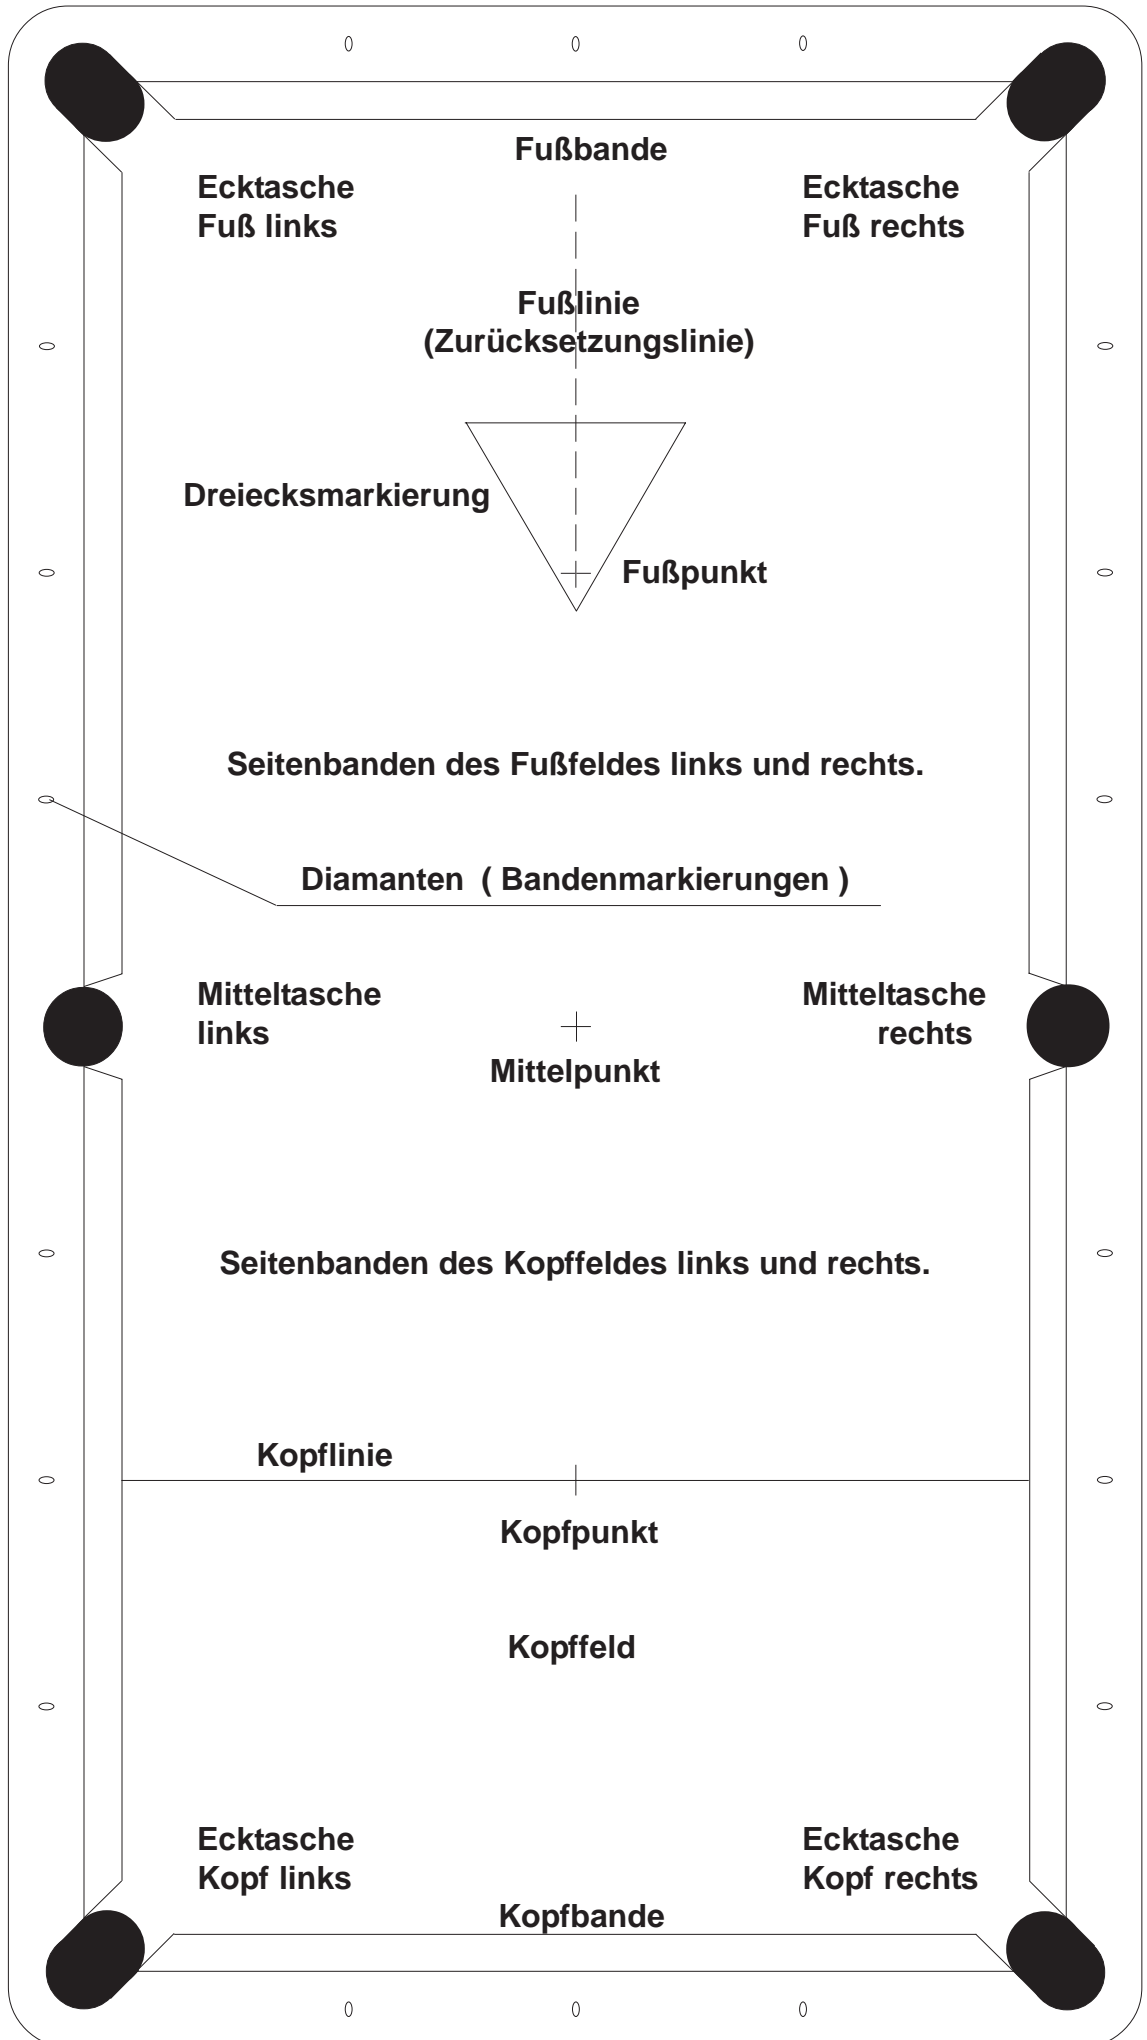 Fußbande
Ecktasche
Fuß links
Ecktasche
Fuß rechts
Fußlinie
(Zurücksetzungslinie)
Dreiecksmarkierung
Fußpunkt
Seitenbanden des Fußfeldes links und rechts.
Diamanten ( Bandenmarkierungen )
Mitteltasche
links
Mitteltasche
rechts
Mittelpunkt
Seitenbanden des Kopffeldes links und rechts.
Kopflinie
Kopfpunkt
Kopffeld
Ecktasche
Kopf links
Ecktasche
Kopf rechts
Kopfbande